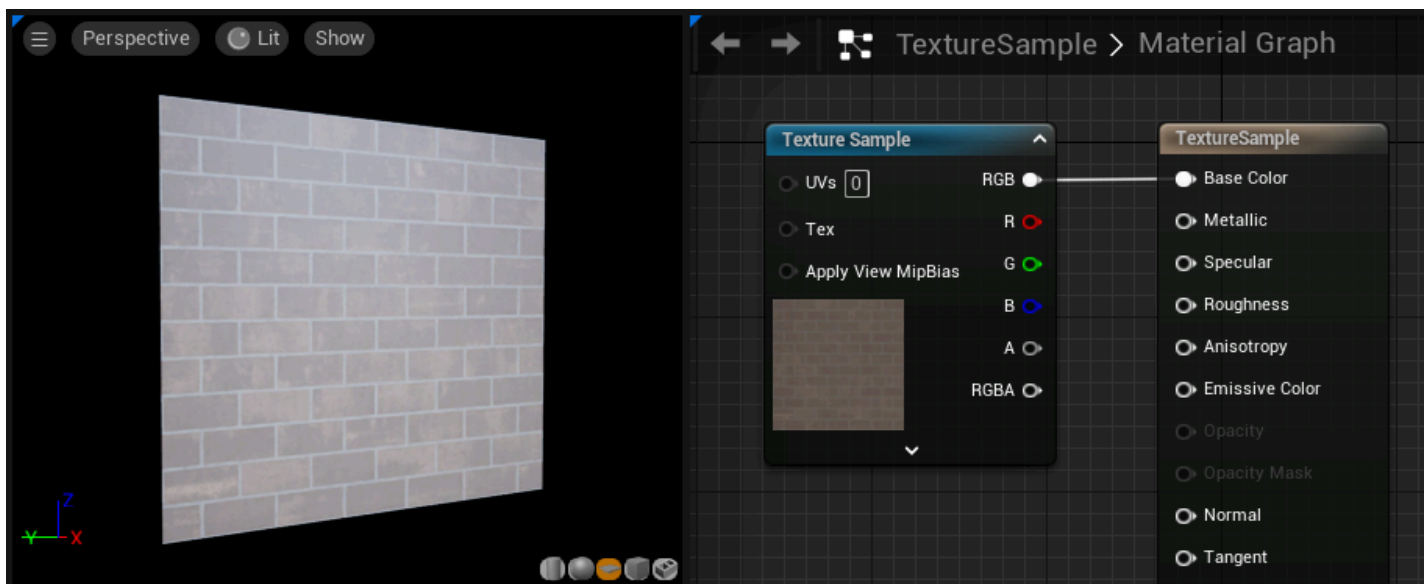 Perspective
Lit
Show
Z
Y
X
TextureSample > Material Graph
Texture Sample
UVs 0
Tex
Apply View MipBias
RGB
R
G
B
A
RGBA
TextureSample
Base Color
Metallic
Specular
Roughness
Anisotropy
Emissive Color
Opacity
Opacity Mask
Normal
Tangent